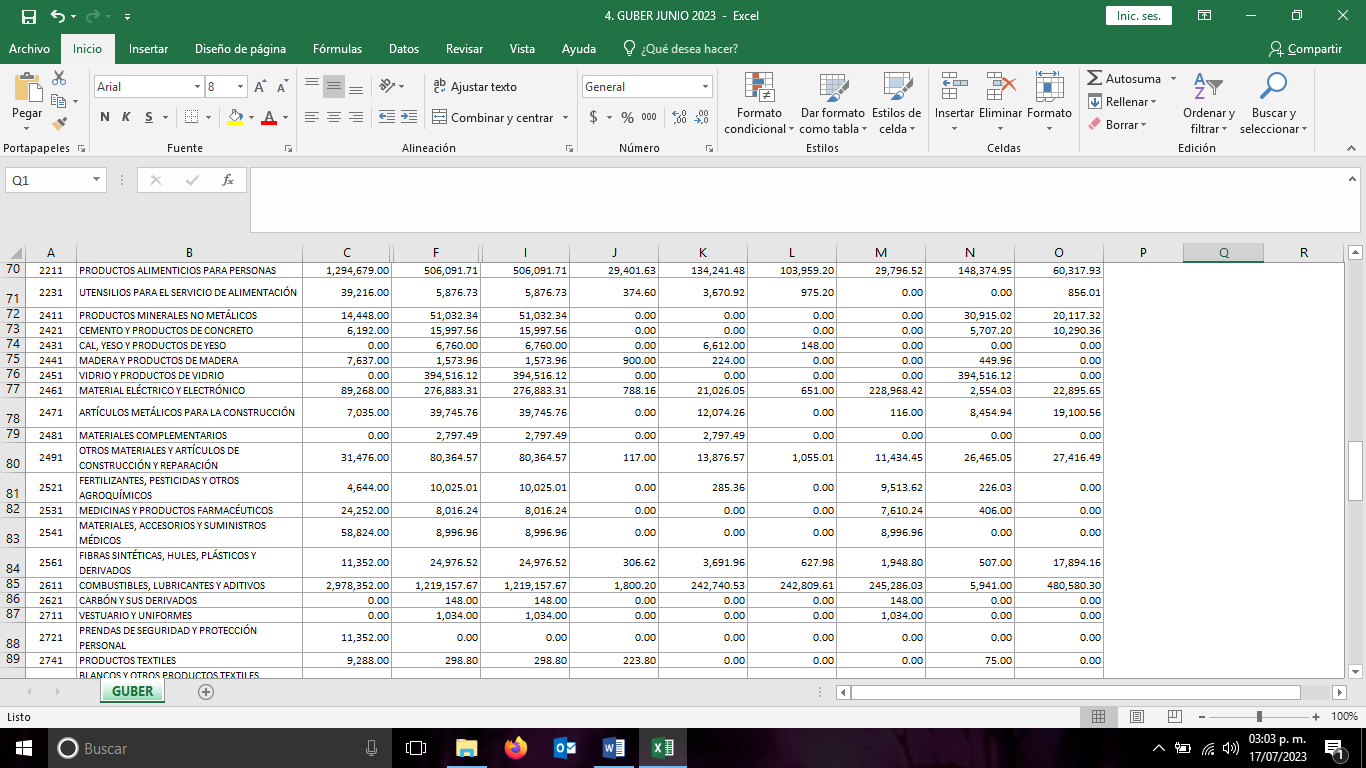 4. GUBER JUNIO 2023 - Excel
Inic. ses.
Archivo Inicio Insertar Diseño de página Fórmulas Datos Revisar Vista Ayuda ¿Qué desea hacer? Compartir
Pegar
Portapapeles
Arial 8
N K S
Fuente
Ajustar texto
Combinar y centrar
Alineación
General
$ % 000
Número
Formato condicional
Dar formato como tabla
Estilos de celda
Estilos
Insertar Eliminar Formato
Celdas
Autosuma
Rellenar
Borrar
Ordenar y filtrar
Buscar y seleccionar
Edición
Q1 fx
A B C F I J K L M N O P Q R
70 2211 PRODUCTOS ALIMENTICIOS PARA PERSONAS 1,294,679.00 506,091.71 506,091.71 29,401.63 134,241.48 103,959.20 29,796.52 148,374.95 60,317.93
71 2231 UTENSILIOS PARA EL SERVICIO DE ALIMENTACIÓN 39,216.00 5,876.73 5,876.73 374.60 3,670.92 975.20 0.00 0.00 856.01
72 2411 PRODUCTOS MINERALES NO METÁLICOS 14,448.00 51,032.34 51,032.34 0.00 0.00 0.00 0.00 30,915.02 20,117.32
73 2421 CEMENTO Y PRODUCTOS DE CONCRETO 6,192.00 15,997.56 15,997.56 0.00 0.00 0.00 0.00 5,707.20 10,290.36
74 2431 CAL, YESO Y PRODUCTOS DE YESO 0.00 6,760.00 6,760.00 0.00 6,612.00 148.00 0.00 0.00 0.00
75 2441 MADERA Y PRODUCTOS DE MADERA 7,637.00 1,573.96 1,573.96 900.00 224.00 0.00 0.00 449.96 0.00
76 2451 VIDRIO Y PRODUCTOS DE VIDRIO 0.00 394,516.12 394,516.12 0.00 0.00 0.00 0.00 394,516.12 0.00
77 2461 MATERIAL ELÉCTRICO Y ELECTRÓNICO 89,268.00 276,883.31 276,883.31 788.16 21,026.05 651.00 228,968.42 2,554.03 22,895.65
78 2471 ARTÍCULOS METÁLICOS PARA LA CONSTRUCCIÓN 7,035.00 39,745.76 39,745.76 0.00 12,074.26 0.00 116.00 8,454.94 19,100.56
79 2481 MATERIALES COMPLEMENTARIOS 0.00 2,797.49 2,797.49 0.00 2,797.49 0.00 0.00 0.00 0.00
80 2491 OTROS MATERIALES Y ARTÍCULOS DE CONSTRUCCIÓN Y REPARACIÓN 31,476.00 80,364.57 80,364.57 117.00 13,876.57 1,055.01 11,434.45 26,465.05 27,416.49
81 2521 FERTILIZANTES, PESTICIDAS Y OTROS AGROQUÍMICOS 4,644.00 10,025.01 10,025.01 0.00 285.36 0.00 9,513.62 226.03 0.00
82 2531 MEDICINAS Y PRODUCTOS FARMACÉUTICOS 24,252.00 8,016.24 8,016.24 0.00 0.00 0.00 7,610.24 406.00 0.00
83 2541 MATERIALES, ACCESORIOS Y SUMINISTROS MÉDICOS 58,824.00 8,996.96 8,996.96 0.00 0.00 0.00 8,996.96 0.00 0.00
84 2561 FIBRAS SINTÉTICAS, HULES, PLÁSTICOS Y DERIVADOS 11,352.00 24,976.52 24,976.52 306.62 3,691.96 627.98 1,948.80 507.00 17,894.16
85 2611 COMBUSTIBLES, LUBRICANTES Y ADITIVOS 2,978,352.00 1,219,157.67 1,219,157.67 1,800.20 242,740.53 242,809.61 245,286.03 5,941.00 480,580.30
86 2621 CARBÓN Y SUS DERIVADOS 0.00 148.00 148.00 0.00 0.00 0.00 148.00 0.00 0.00
87 2711 VESTUARIO Y UNIFORMES 0.00 1,034.00 1,034.00 0.00 0.00 0.00 1,034.00 0.00 0.00
88 2721 PRENDAS DE SEGURIDAD Y PROTECCIÓN PERSONAL 11,352.00 0.00 0.00 0.00 0.00 0.00 0.00 0.00 0.00
89 2741 PRODUCTOS TEXTILES 9,288.00 298.80 298.80 223.80 0.00 0.00 0.00 75.00 0.00
BLANCOS Y OTROS PRODUCTOS TEXTILES
GUBER
Listo 100%
Buscar
03:03 p. m.
17/07/2023
1